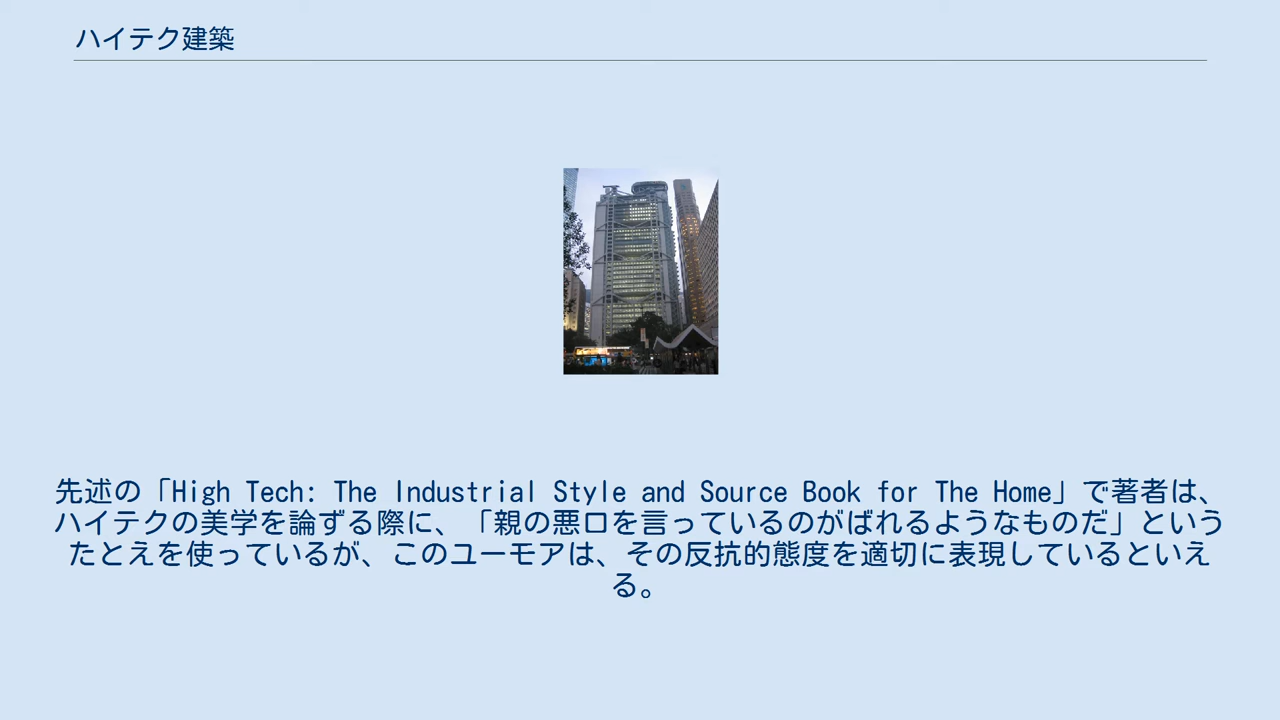 ハイテク建築
先述の「High Tech: The Industrial Style and Source Book for The Home」で著者は、
ハイテクの美学を論ずる際に、「親の悪口を言っているのがばれるようなものだ」という
たとえを使っているが、このユーモアは、その反抗的態度を適切に表現しているといえ
る。